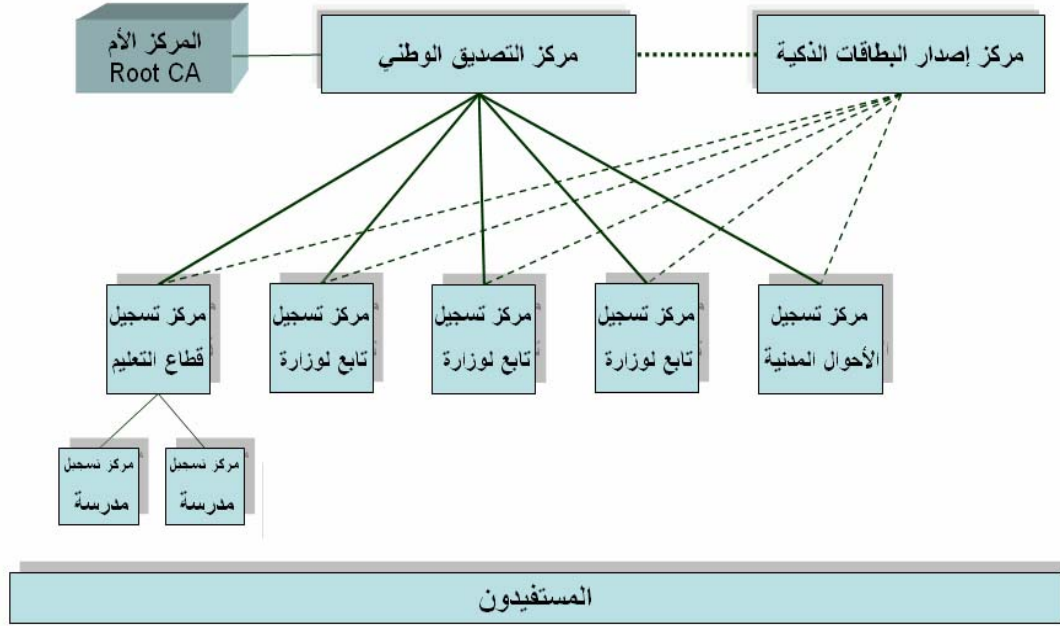 مركز إصدار البطاقات الذكية
مركز التصديق الوطني
المركز الأم
Root CA
مركز تسجيل
الأحوال المدنية
مركز تسجيل
تابع لوزارة
مركز تسجيل
تابع لوزارة
مركز تسجيل
تابع لوزارة
مركز تسجيل
قطاع التعليم
مركز تسجيل
مدرسة
مركز تسجيل
مدرسة
المستفيدون